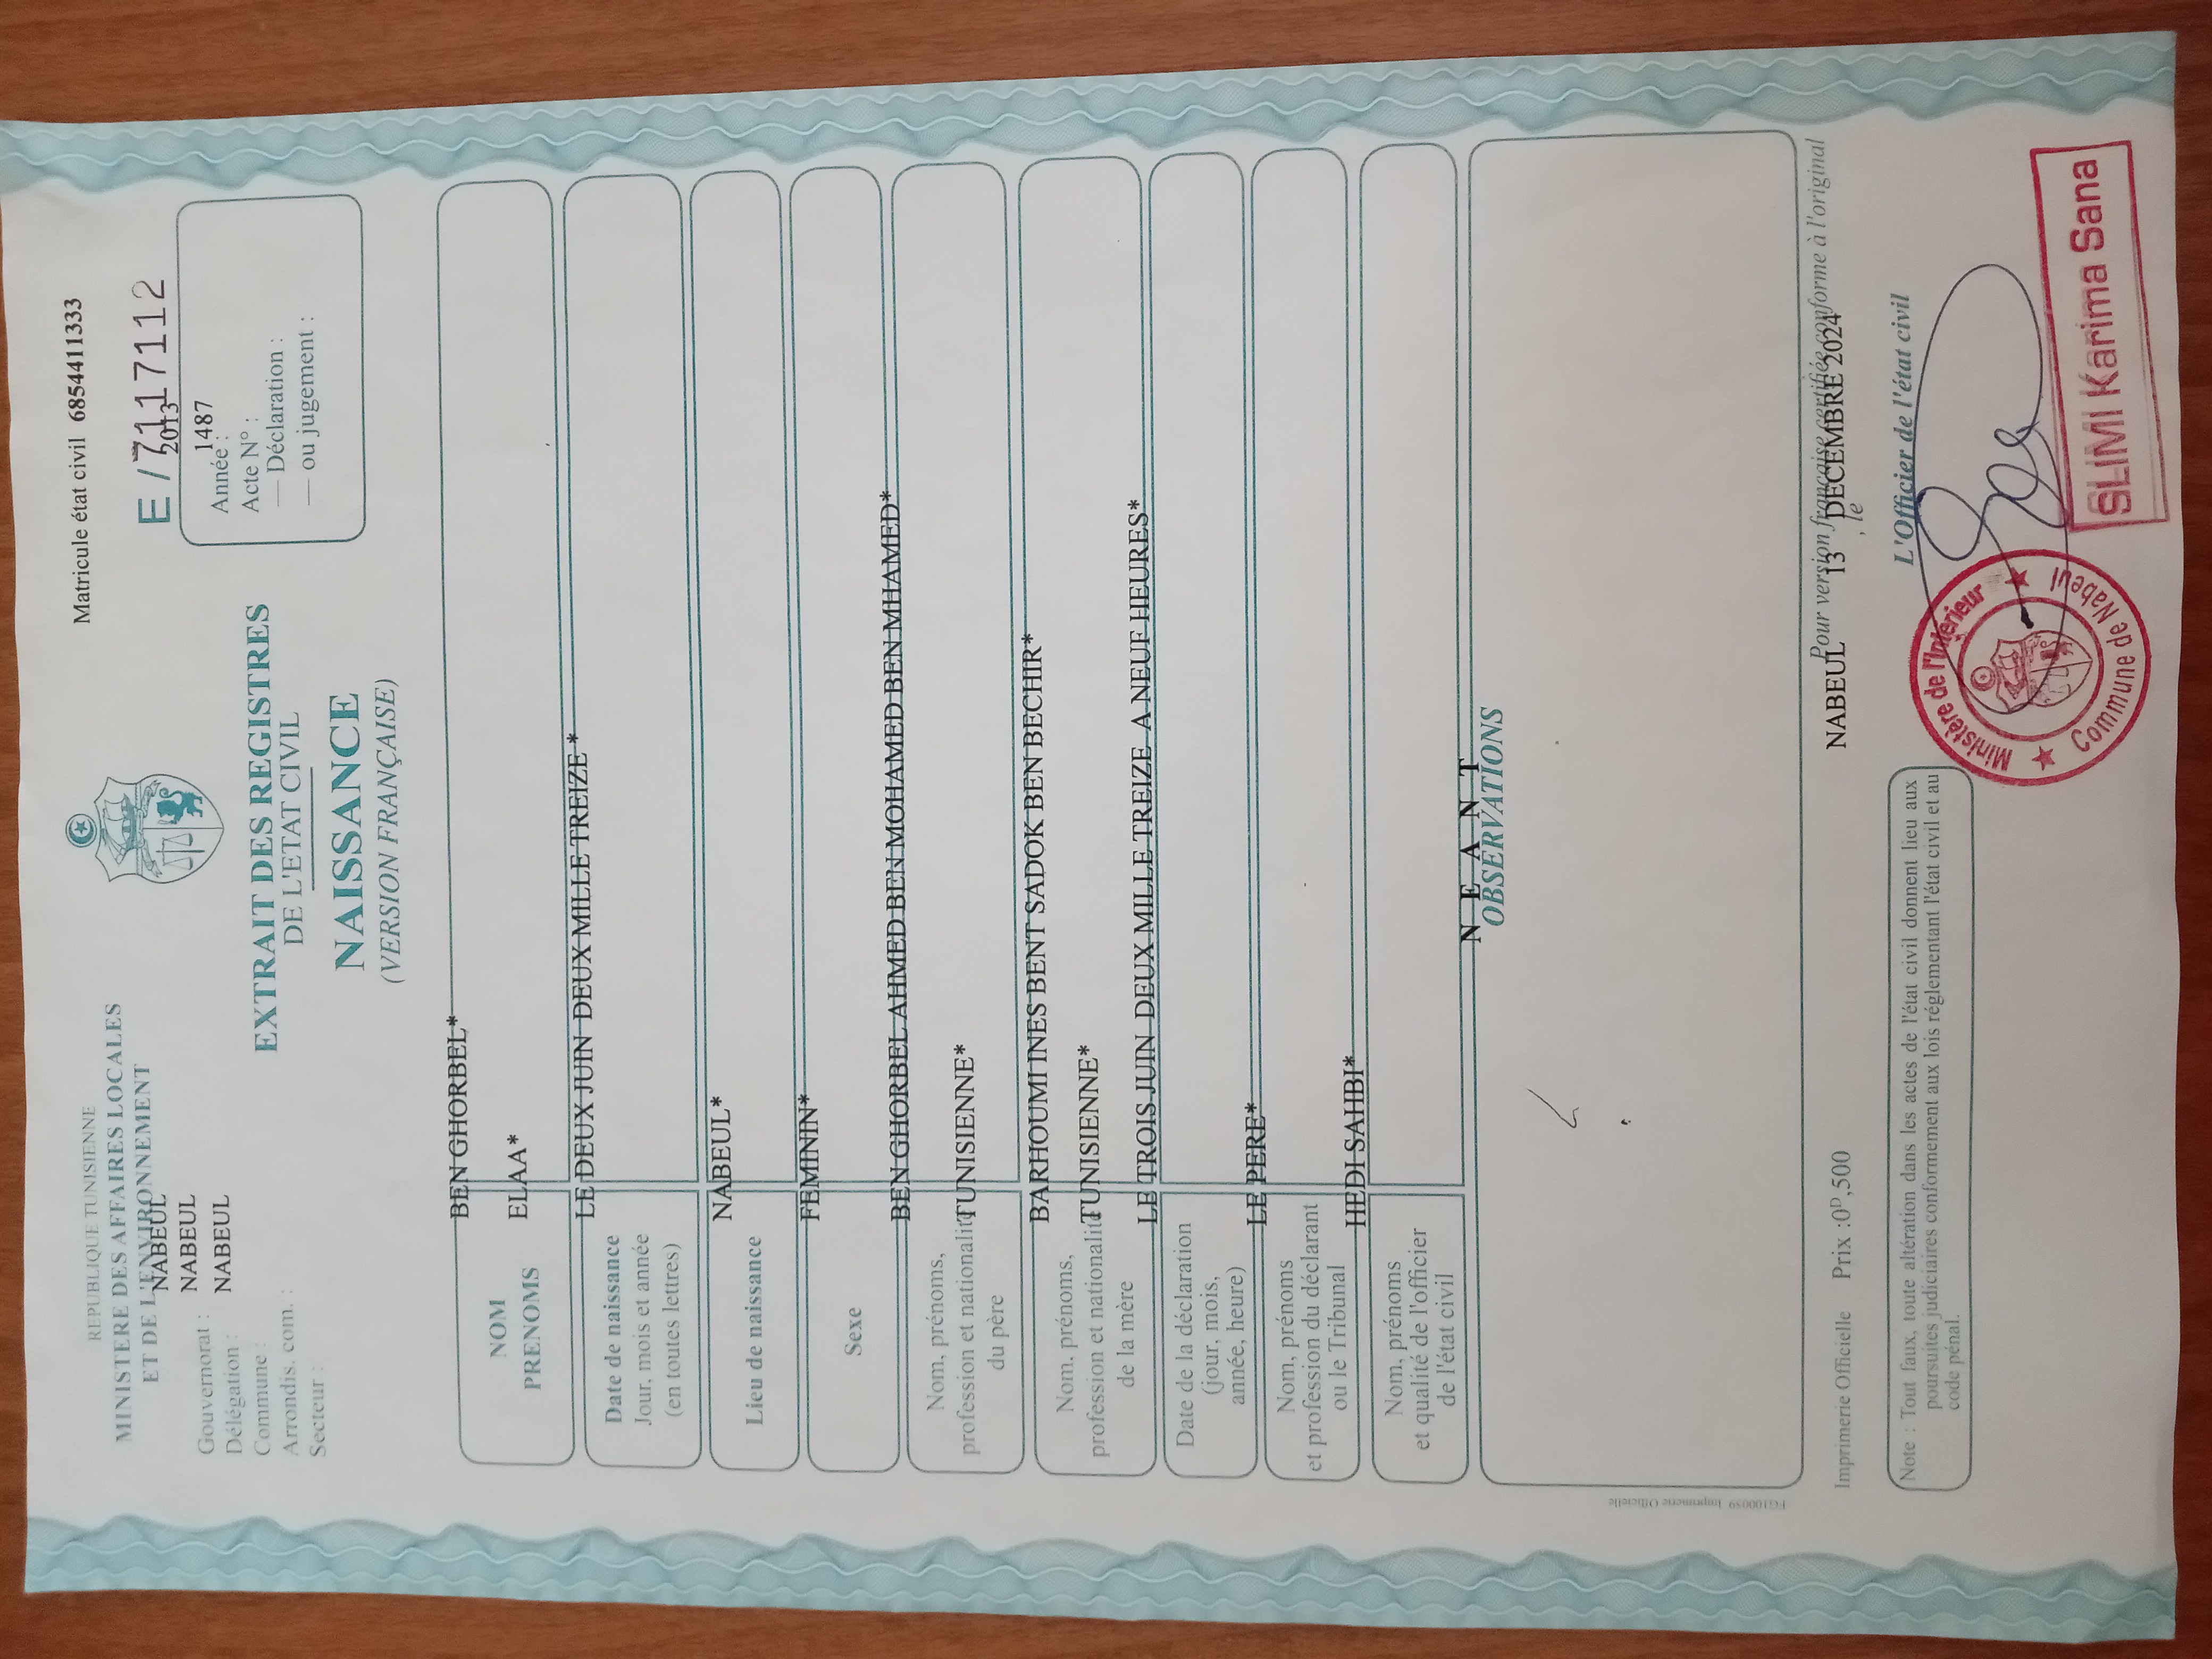 Matricule état civil 68544111333
REPUBLIQUE TUNISIENNE
MINISTERE DES AFFAIRES LOCALES
ET DE L'ENVIRONNEMENT
NABEUL
NABEUL
NABEUL
Gouvernorat :
Délégation :
Commune :
Arrondis. com. :
Secteur :
E / 7117112
2013
1487
Année :
Acte N° :
— Déclaration :
— ou jugement :
EXTRAIT DES REGISTRES
DE L'ETAT CIVIL
NAISSANCE
(VERSION FRANÇAISE)
NOM
PRENOMS
BEN GHORBEL*
ELAA*
Date de naissance
Jour, mois et année
(en toutes lettres)
LE DEUX JUIN DEUX MILLE TREIZE *
Lieu de naissance
NABEUL*
Sexe
FEMININ*
Nom, prénoms,
profession et nationalité
du père
BEN GHORBEL AHMED BEN MOHAMED BEN MHAMED*
TUNISIENNE*
Nom, prénoms,
profession et nationalité
de la mère
BARHOUMI INES BENT SADOK BEN BECHIR*
TUNISIENNE*
Date de la déclaration
(jour, mois,
année, heure)
LE TROIS JUIN DEUX MILLE TREIZE A NEUF HEURES*
Nom, prénoms
et profession du déclarant
ou le Tribunal
LE PERE*
Nom, prénoms
et qualité de l'officier
de l'état civil
HEDI SAHBI*
N E A N T
OBSERVATIONS
FG100059 Imprimerie Officielle
Imprimerie Officielle Prix :0ᴰ,500
Pour version française certifiée conforme à l'original
NABEUL 13 DECEMBRE 2024
, le
L'Officier de l'état civil
Note : Tout faux, toute altération dans les actes de l'état civil donnent lieu aux
poursuites judiciaires conformement aux lois réglementant l'état civil et au
code pénal.
Ministère de l'Intérieur
Commune de Nabeul
SLIMI Karima Sana